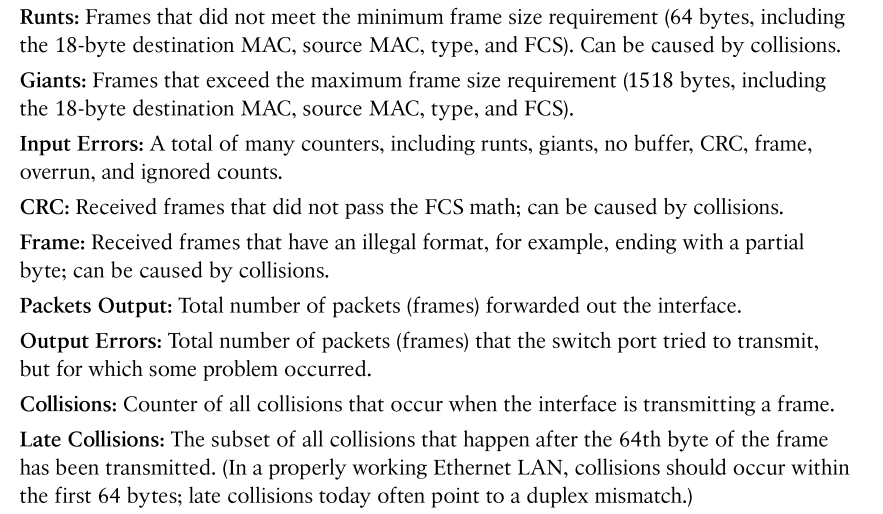 Runts: Frames that did not meet the minimum frame size requirement (64 bytes, including
the 18-byte destination MAC, source MAC, type, and FCS). Can be caused by collisions.
Giants: Frames that exceed the maximum frame size requirement (1518 bytes, including
the 18-byte destination MAC, source MAC, type, and FCS).
Input Errors: A total of many counters, including runts, giants, no buffer, CRC, frame,
overrun, and ignored counts.
CRC: Received frames that did not pass the FCS math; can be caused by collisions.
Frame: Received frames that have an illegal format, for example, ending with a partial
byte; can be caused by collisions.
Packets Output: Total number of packets (frames) forwarded out the interface.
Output Errors: Total number of packets (frames) that the switch port tried to transmit,
but for which some problem occurred.
Collisions: Counter of all collisions that occur when the interface is transmitting a frame.
Late Collisions: The subset of all collisions that happen after the 64th byte of the frame
has been transmitted. (In a properly working Ethernet LAN, collisions should occur within
the first 64 bytes; late collisions today often point to a duplex mismatch.)